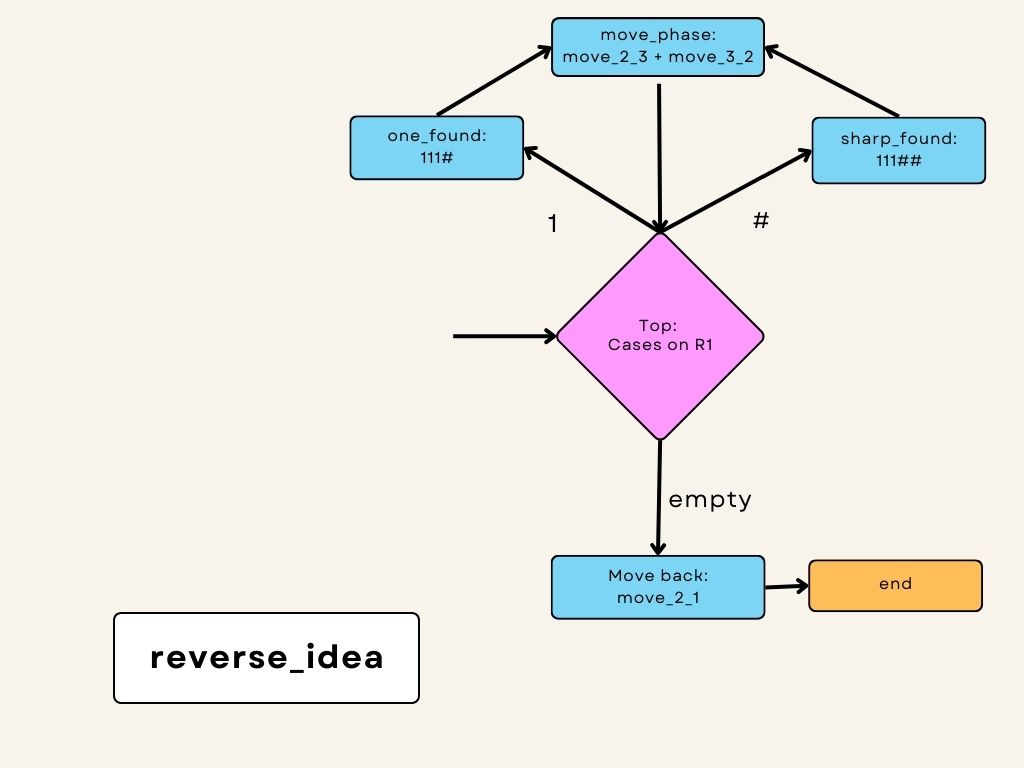 move_phase:
move_2_3 + move_3_2
one_found:
111#
sharp_found:
111##
1
#
Top:
Cases on R1
empty
Move back:
move_2_1
end
reverse_idea